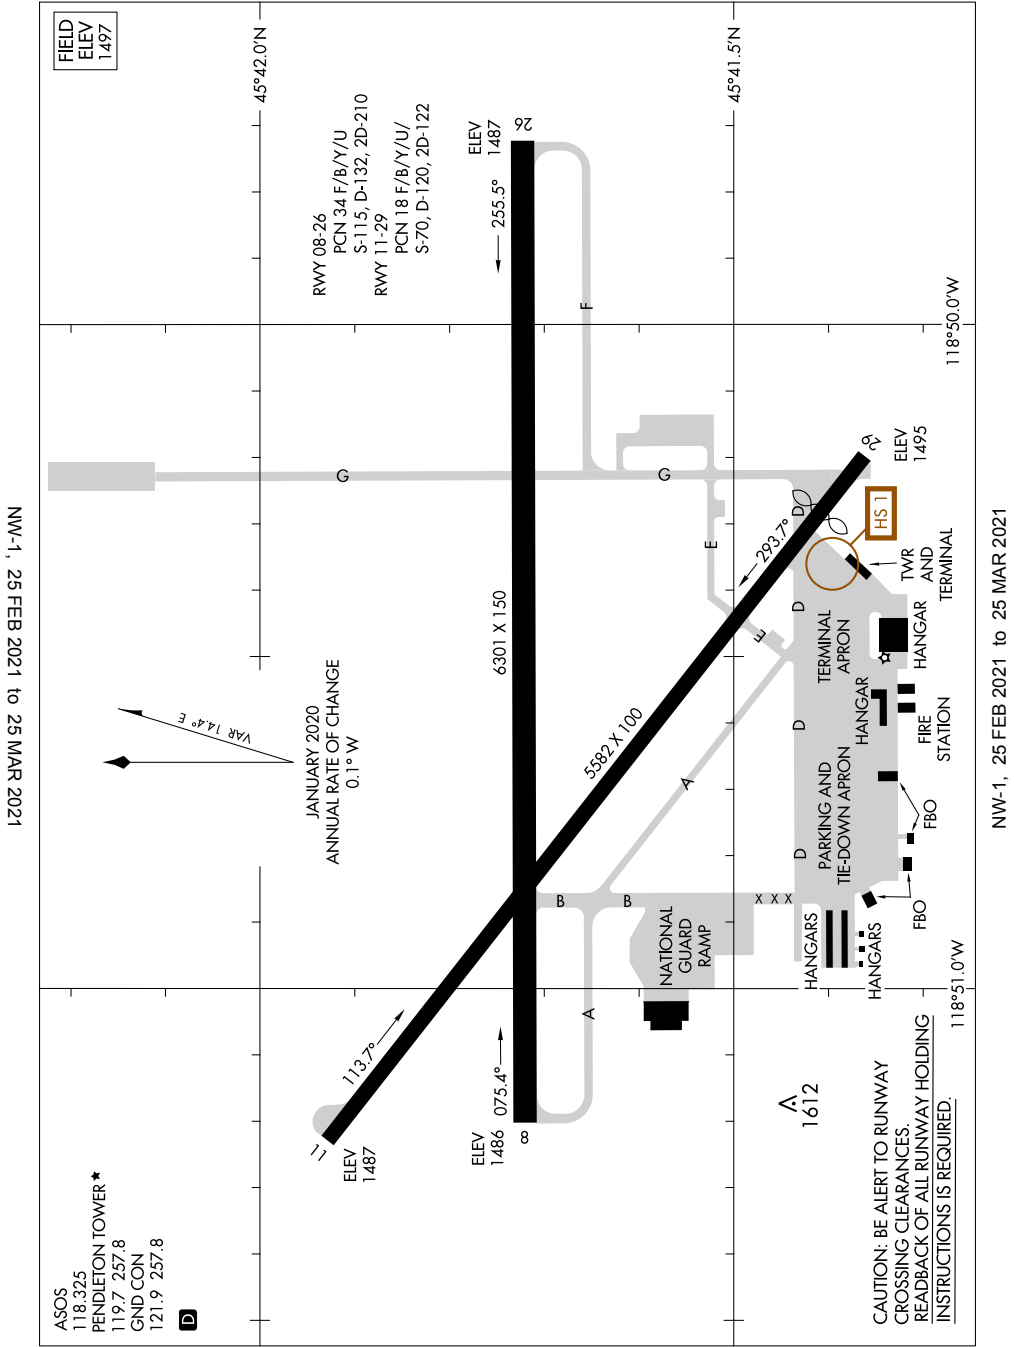 ASOS
118.325
PENDLETON TOWER★
119.7 257.8
GND CON
121.9 257.8
D
FIELD
ELEV
1497
45°42.0'N
45°41.5'N
RWY 08-26
PCN 34 F/B/Y/U
S-115, D-132, 2D-210
RWY 11-29
PCN 18 F/B/Y/U/
S-70, D-120, 2D-122
VAR 14.4° E
JANUARY 2020
ANNUAL RATE OF CHANGE
0.1° W
11
ELEV
1487
113.7°
ELEV
1486
8
075.4°
6301 X 150
5582 X 100
255.5°
ELEV
1487
26
293.7°
29
ELEV
1495
HS 1
A
A
B
B
D
D
D
D
E
E
F
G
G
X X X
NATIONAL
GUARD
RAMP
HANGARS
HANGARS
PARKING AND
TIE-DOWN APRON
FBO
FBO
HANGAR
FIRE
STATION
TERMINAL
APRON
HANGAR
TWR
AND
TERMINAL
1612
118°51.0'W
118°50.0'W
CAUTION: BE ALERT TO RUNWAY
CROSSING CLEARANCES.
READBACK OF ALL RUNWAY HOLDING
INSTRUCTIONS IS REQUIRED.
NW-1, 25 FEB 2021 to 25 MAR 2021
NW-1, 25 FEB 2021 to 25 MAR 2021